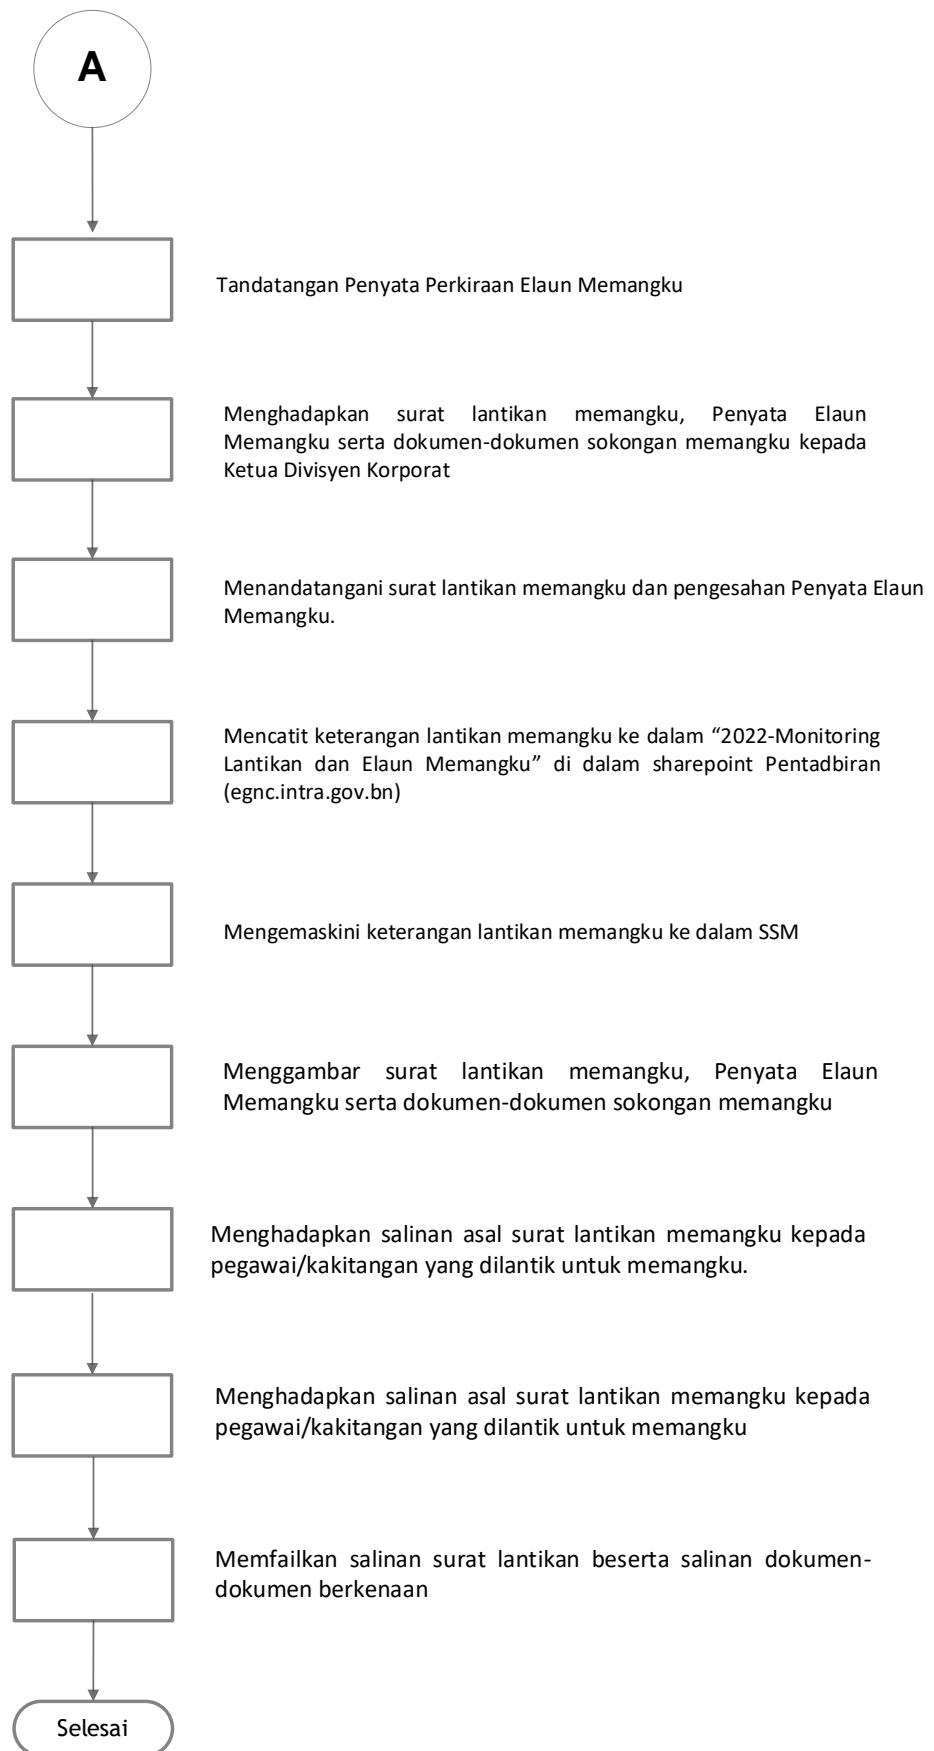 A
Tandatangan Penyata Perkiraan Elaun Memangku
Menghadapkan surat lantikan memangku, Penyata Elaun
Memangku serta dokumen-dokumen sokongan memangku kepada
Ketua Divisyen Korporat
Menandatangani surat lantikan memangku dan pengesahan Penyata Elaun
Memangku.
Mencatit keterangan lantikan memangku ke dalam “2022-Monitoring
Lantikan dan Elaun Memangku” di dalam sharepoint Pentadbiran
(egnc.intra.gov.bn)
Mengemaskini keterangan lantikan memangku ke dalam SSM
Menggambar surat lantikan memangku, Penyata Elaun
Memangku serta dokumen-dokumen sokongan memangku
Menghadapkan salinan asal surat lantikan memangku kepada
pegawai/kakitangan yang dilantik untuk memangku.
Menghadapkan salinan asal surat lantikan memangku kepada
pegawai/kakitangan yang dilantik untuk memangku
Memfailkan salinan surat lantikan beserta salinan dokumen-
dokumen berkenaan
Selesai